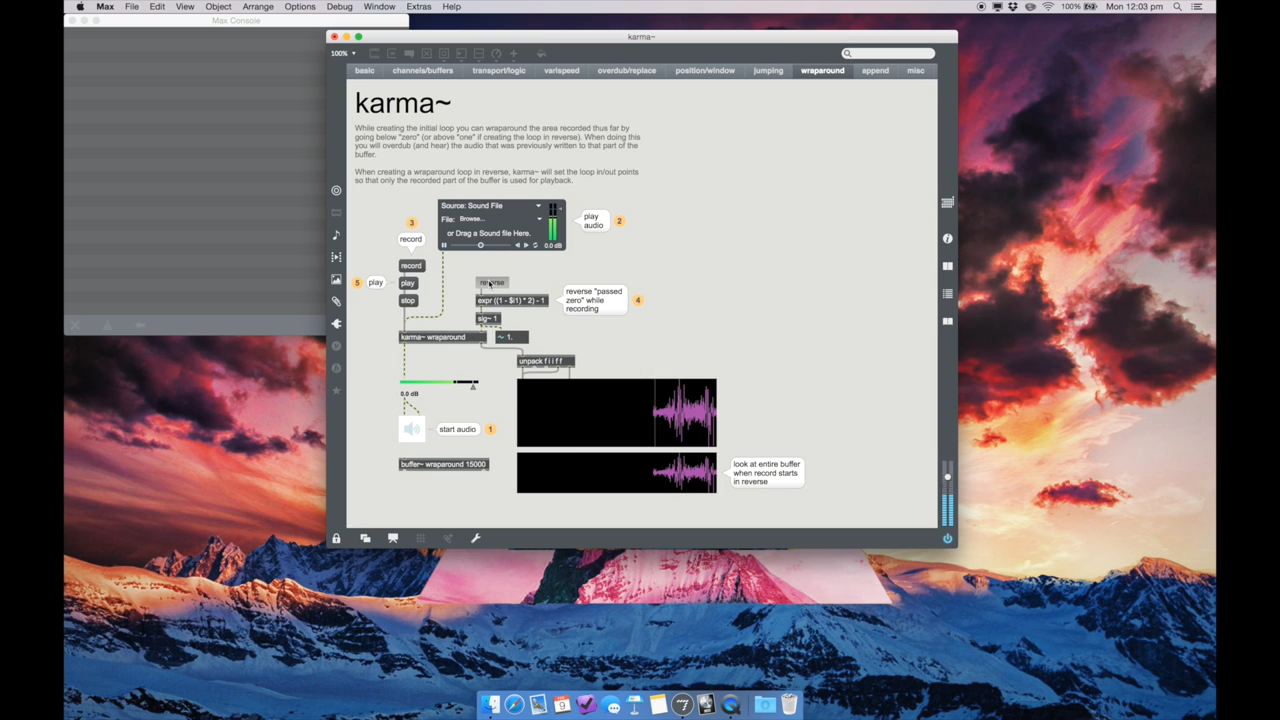 Max File Edit View Object Arrange Options Debug Window Extras Help
100% Mon 12:03 pm
Max Console
karma~
100%
basic channels/buffers transport/logic varispeed overdub/replace position/window jumping wraparound append misc
karma~
While creating the initial loop you can wraparound the area recorded thus far by
going below "zero" (or above "one" if creating the loop in reverse). When doing this
you will overdub (and hear) the audio that was previously written to that part of the
buffer.
When creating a wraparound loop in reverse, karma~ will set the loop in/out points
so that only the recorded part of the buffer is used for playback.
Source: Sound File
File: Browse...
or Drag a Sound file Here.
0.0 dB
play
audio
2
3
record
record
5
play
play
stop
reverse
expr ((1 - $i1) * 2) - 1
sig~ 1
reverse "passed
zero" while
recording
4
karma~ wraparound
~ 1.
unpack f i i f f
0.0 dB
start audio
1
buffer~ wraparound 15000
look at entire buffer
when record starts
in reverse